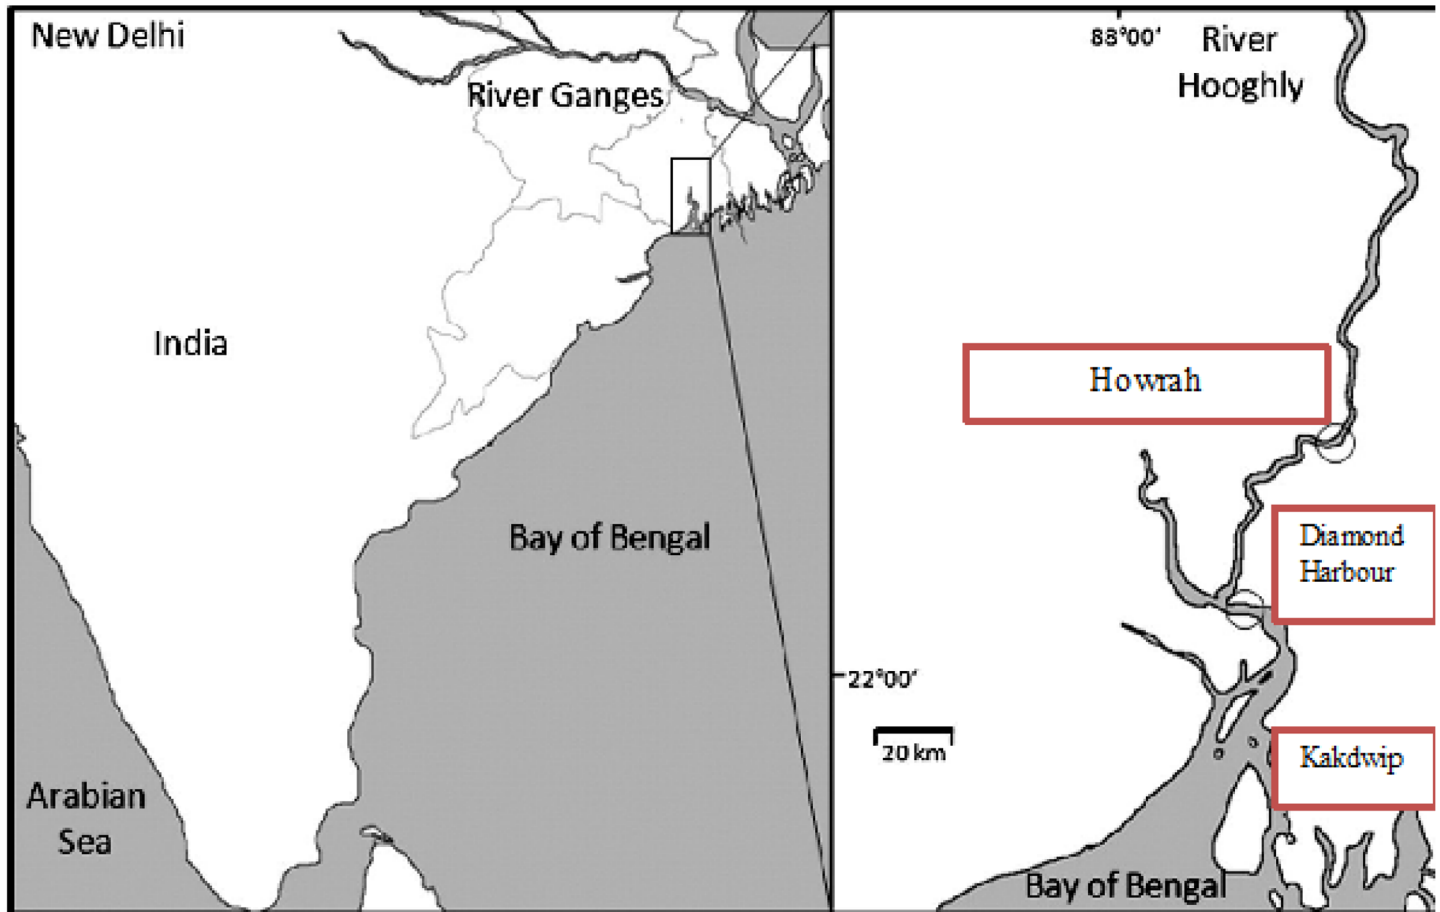 New Delhi
River Ganges
India
Bay of Bengal
Arabian
Sea
88°00'
River
Hooghly
Howrah
Diamond
Harbour
22°00'
20 km
Kakdwip
Bay of Bengal